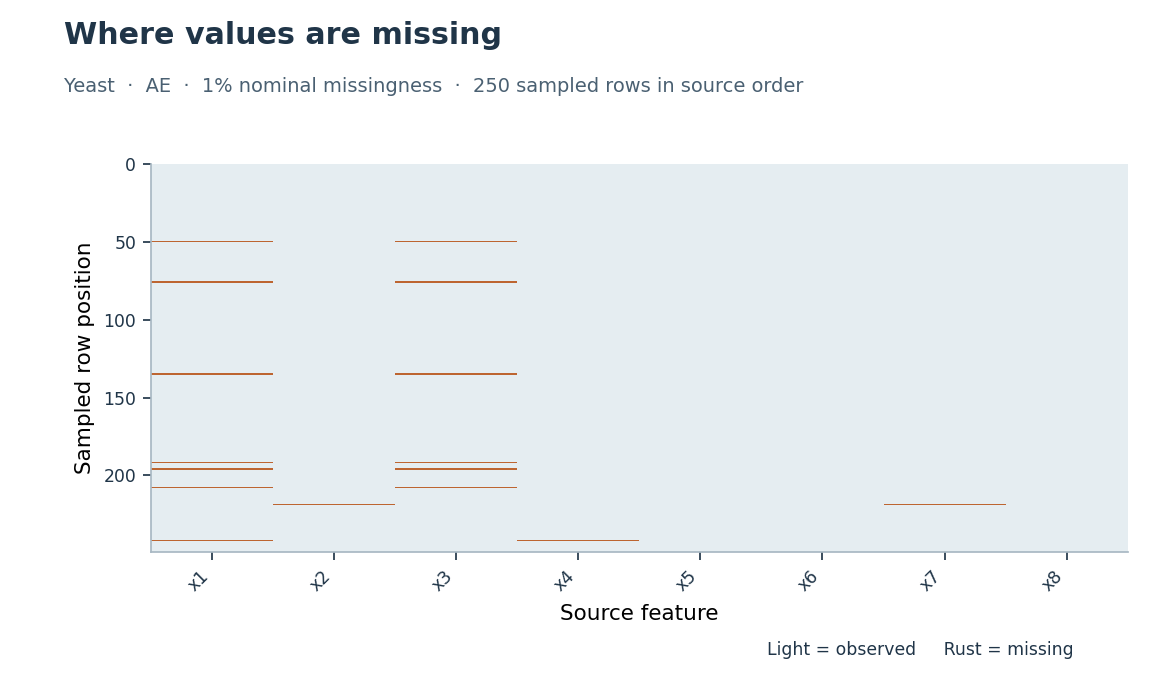 Where values are missing
Yeast · AE · 1% nominal missingness · 250 sampled rows in source order
0
50
100
150
200
Sampled row position
x1 x2 x3 x4 x5 x6 x7 x8
Source feature
Light = observed Rust = missing